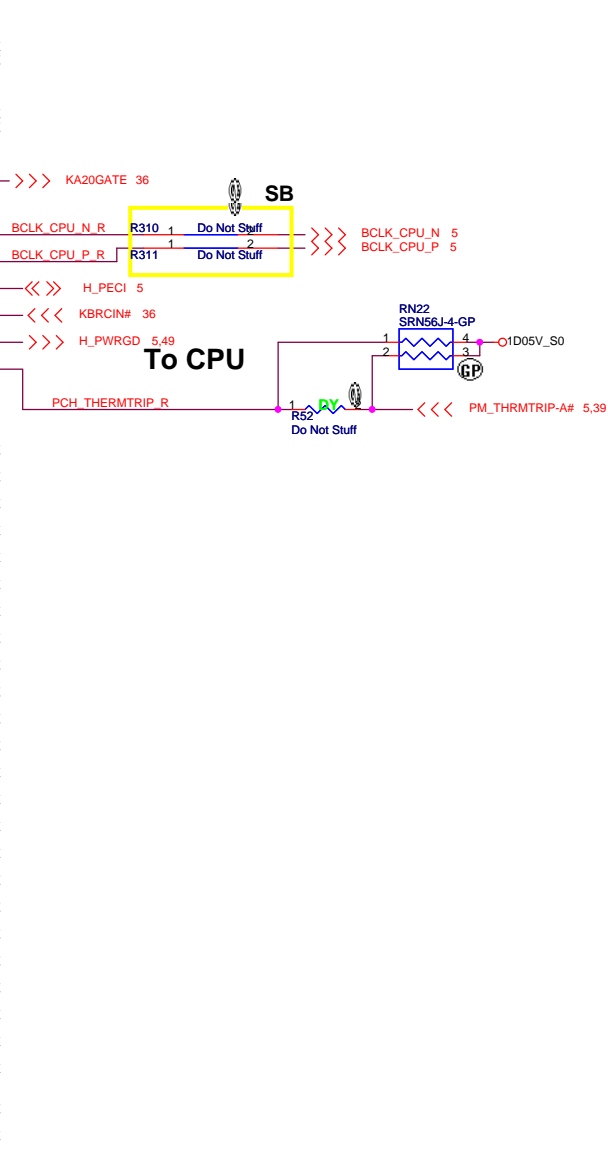 KA20GATE 36
SB
BCLK_CPU_N_R R310 1 Do Not Stuff 2 BCLK_CPU_N 5
BCLK_CPU_P_R R311 1 Do Not Stuff 2 BCLK_CPU_P 5
H_PECI 5
KBRCIN# 36
H_PWRGD 5,49
To CPU
RN22
SRN56J-4-GP
1 4 1D05V_S0
2 3
GP
PCH_THERMTRIP_R 1 DY PM_THRMTRIP-A# 5,39
R52
Do Not Stuff